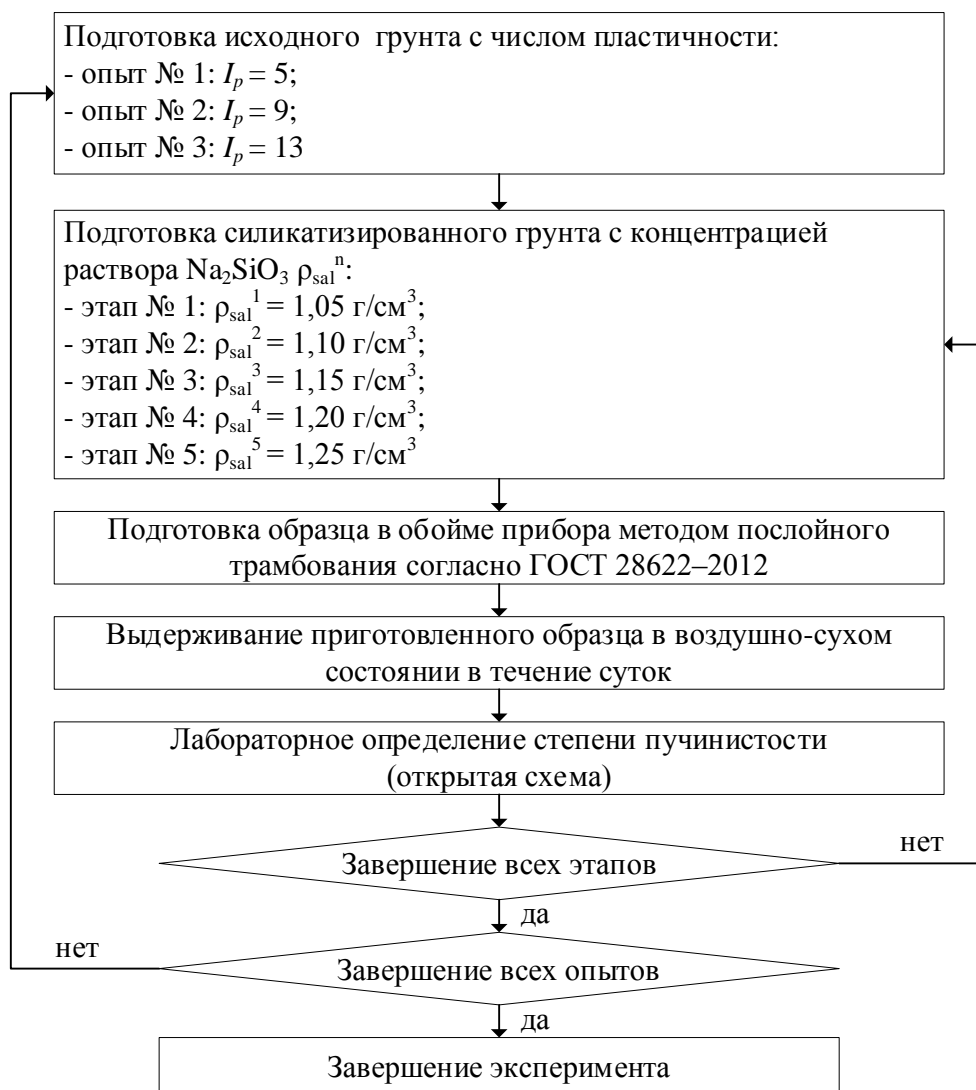 Подготовка исходного грунта с числом пластичности:
- опыт № 1: Iₚ = 5;
- опыт № 2: Iₚ = 9;
- опыт № 3: Iₚ = 13
Подготовка силикатизированного грунта с концентрацией
раствора Na₂SiO₃ ρsalⁿ:
- этап № 1: ρsal¹ = 1,05 г/см³;
- этап № 2: ρsal² = 1,10 г/см³;
- этап № 3: ρsal³ = 1,15 г/см³;
- этап № 4: ρsal⁴ = 1,20 г/см³;
- этап № 5: ρsal⁵ = 1,25 г/см³
Подготовка образца в обойме прибора методом послойного
трамбования согласно ГОСТ 28622–2012
Выдерживание приготовленного образца в воздушно-сухом
состоянии в течение суток
Лабораторное определение степени пучинистости
(открытая схема)
Завершение всех этапов
нет
да
нет
Завершение всех опытов
да
Завершение эксперимента